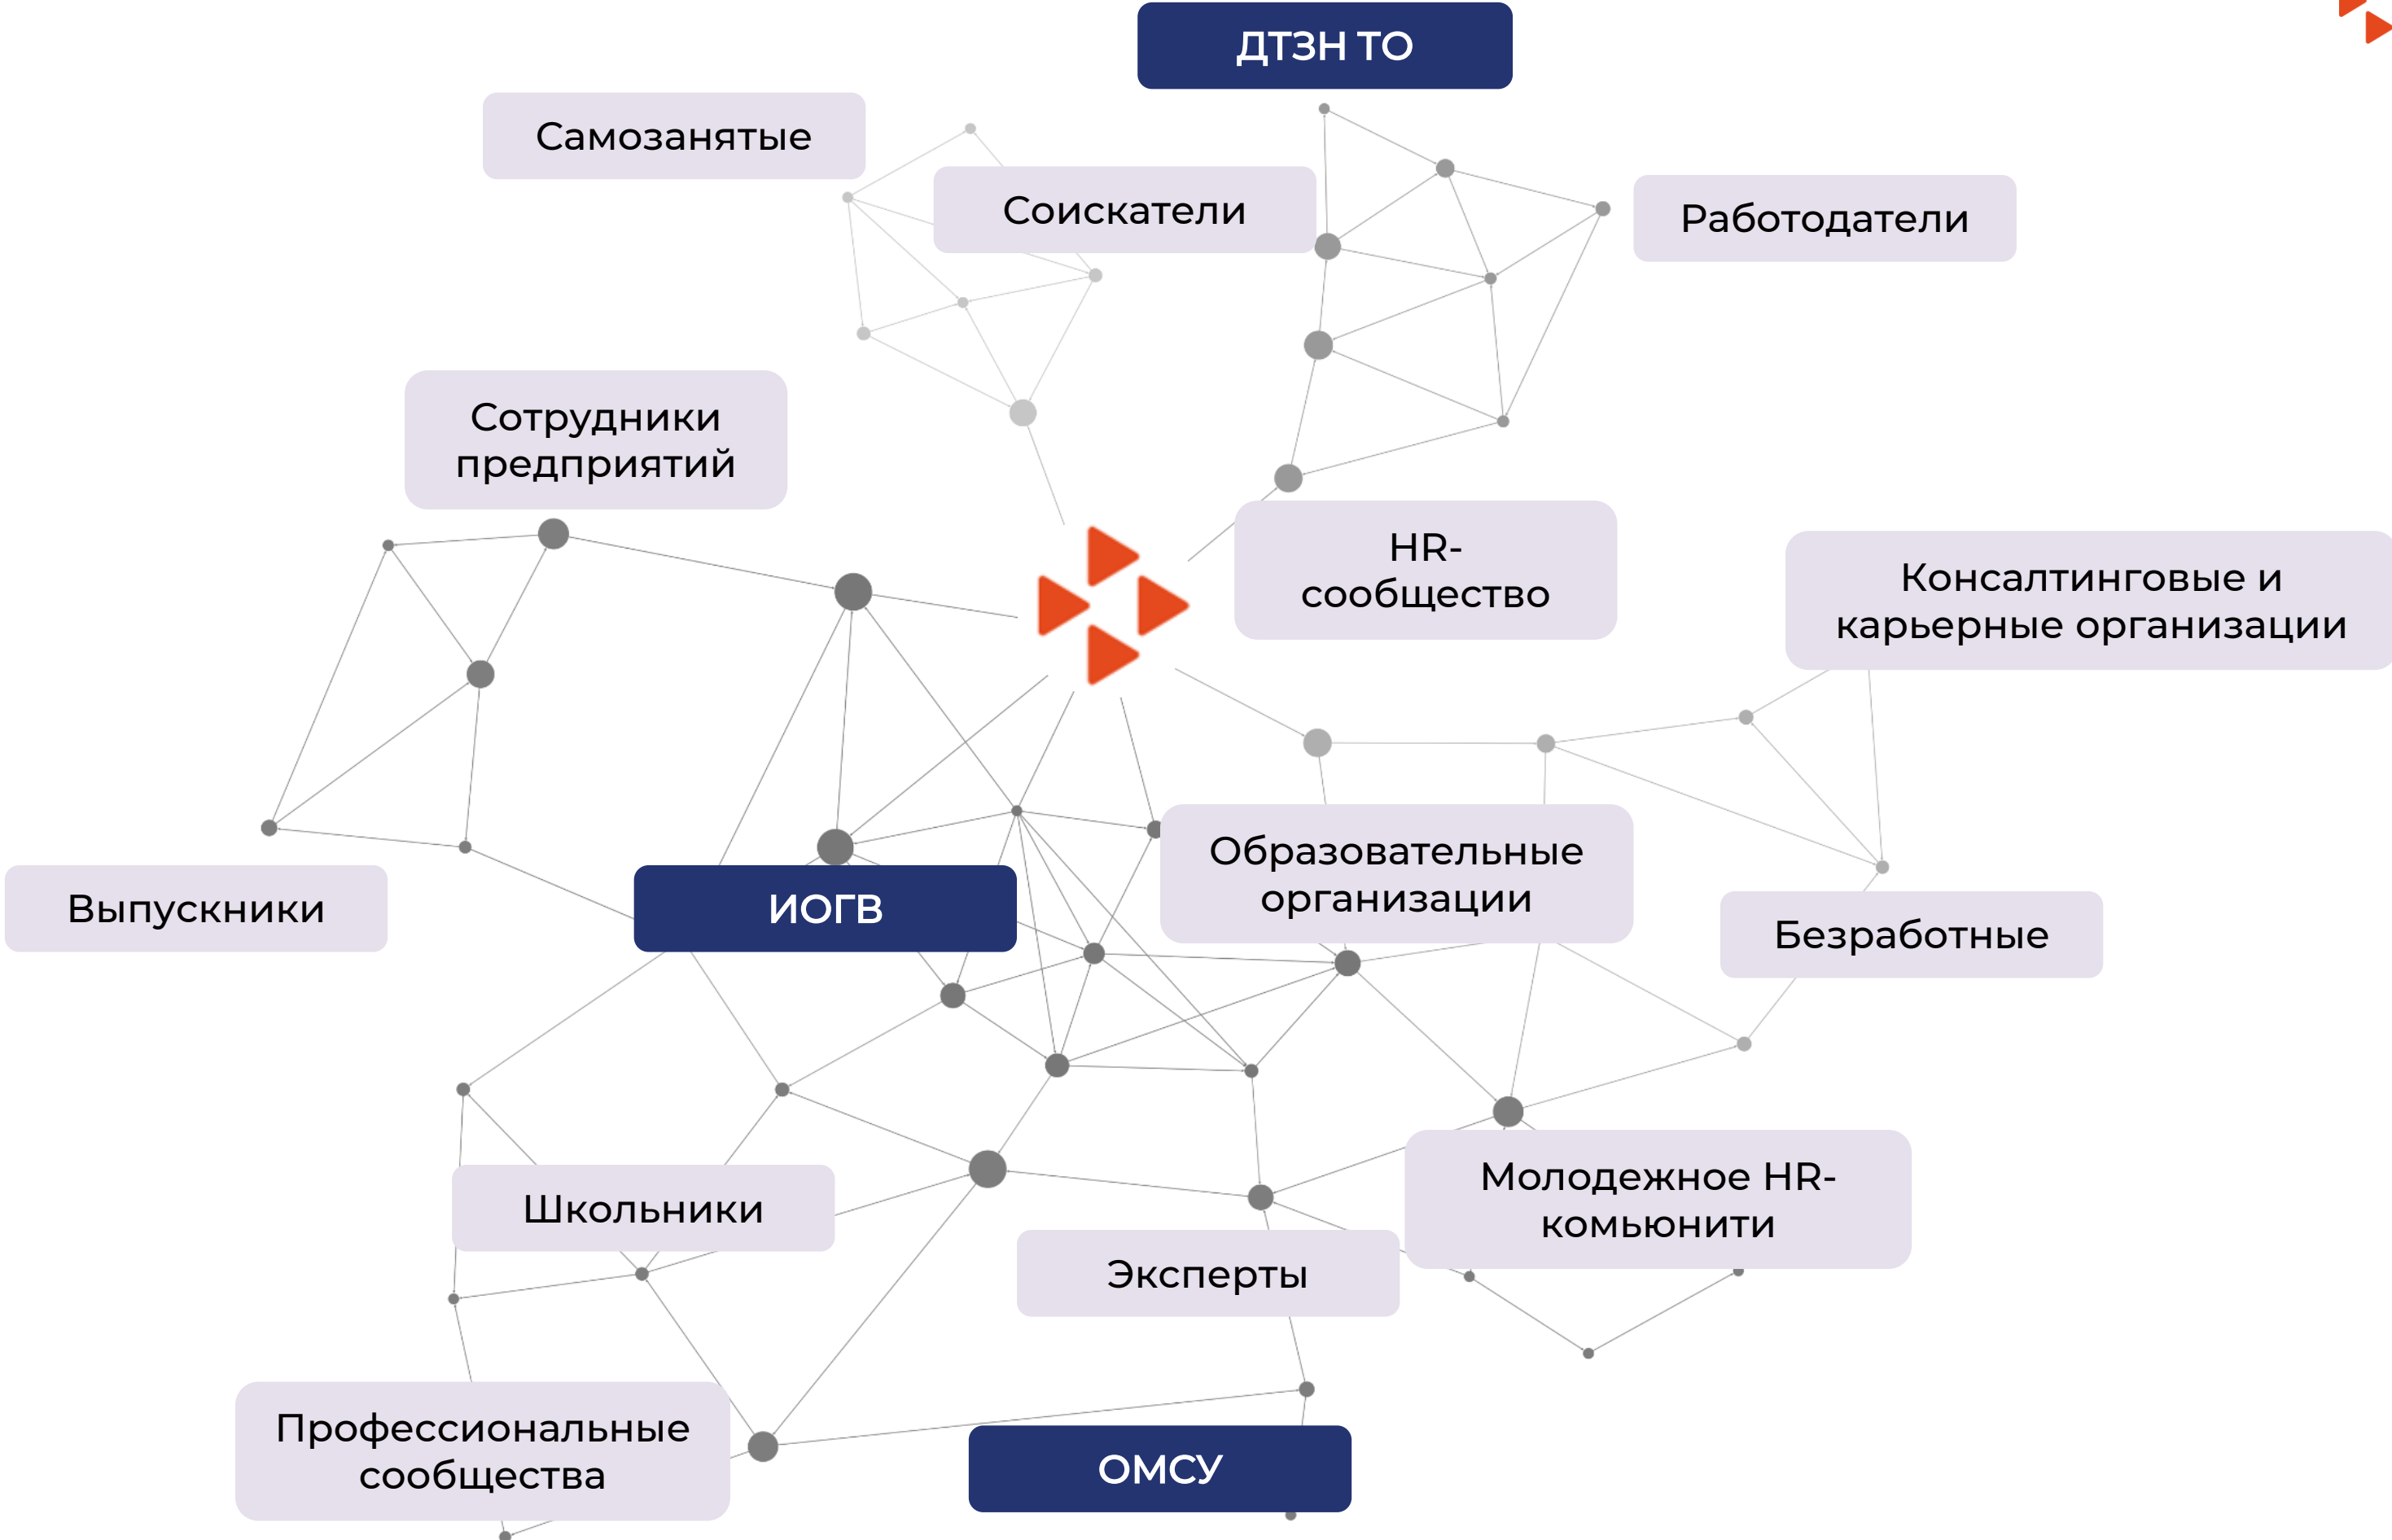 ДТЗН ТО
Самозанятые
Соискатели
Работодатели
Сотрудники
предприятий
HR-
сообщество
Консалтинговые и
карьерные организации
Образовательные
организации
Выпускники
ИОГВ
Безработные
Молодежное HR-
комьюнити
Школьники
Эксперты
Профессиональные
сообщества
ОМСУ